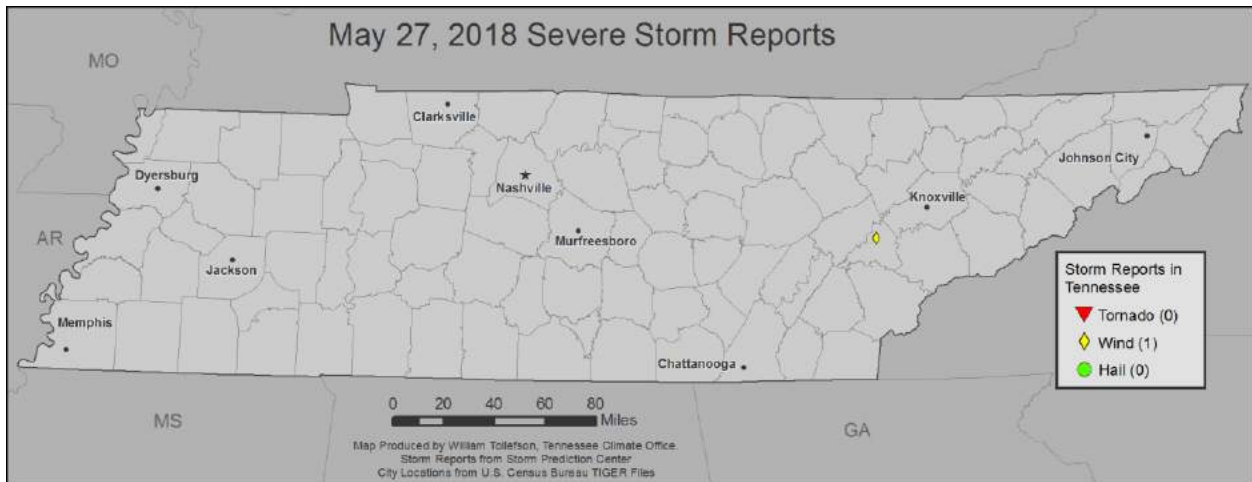 May 27, 2018 Severe Storm Reports
MO
Clarksville
Johnson City
Dyersburg
Nashville
Knoxville
AR
Murfreesboro
Jackson
Storm Reports in
Tennessee
Tornado (0)
Wind (1)
Hail (0)
Memphis
Chattanooga
0 20 40 60 80
Miles
MS
GA
Map Produced by William Tollefson, Tennessee Climate Office.
Storm Reports from Storm Prediction Center
City Locations from U.S. Census Bureau TIGER Files